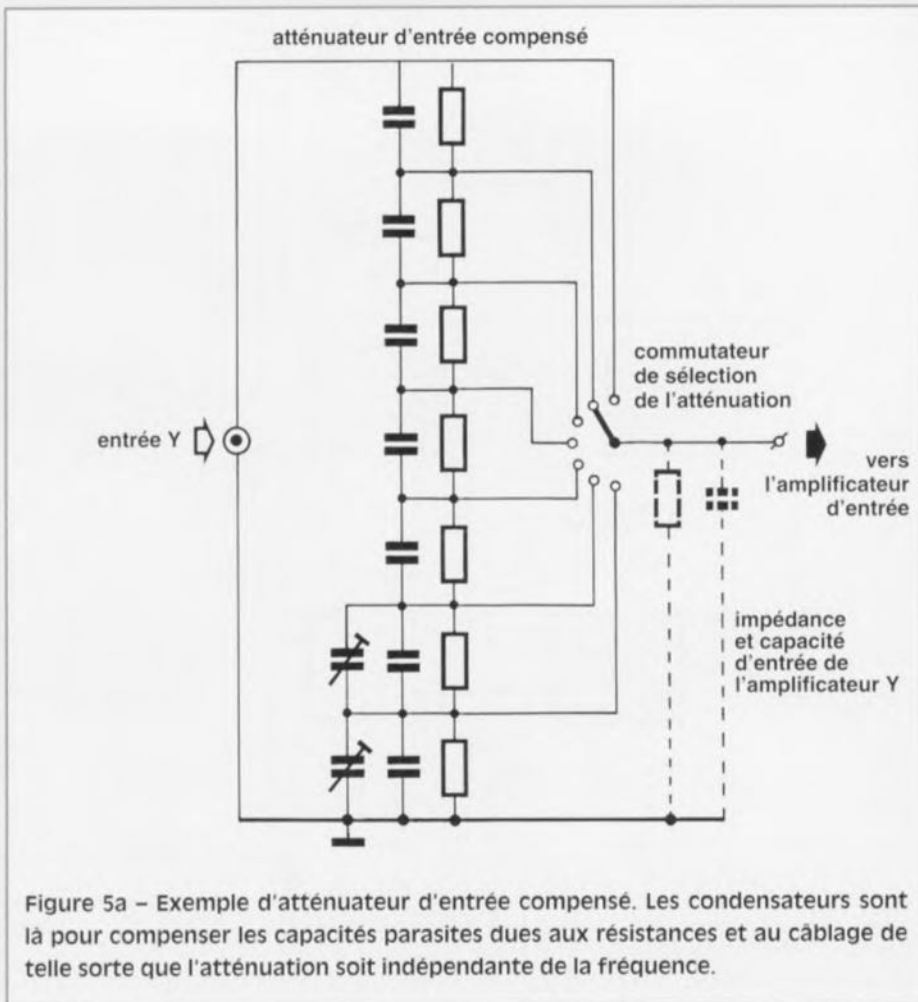 atténuateur d'entrée compensé
commutateur
de sélection
de l'atténuation
entrée Y
vers
l'amplificateur
d'entrée
impédance
et capacité
d'entrée de
l'amplificateur Y
Figure 5a – Exemple d'atténuateur d'entrée compensé. Les condensateurs sont
là pour compenser les capacités parasites dues aux résistances et au câblage de
telle sorte que l'atténuation soit indépendante de la fréquence.